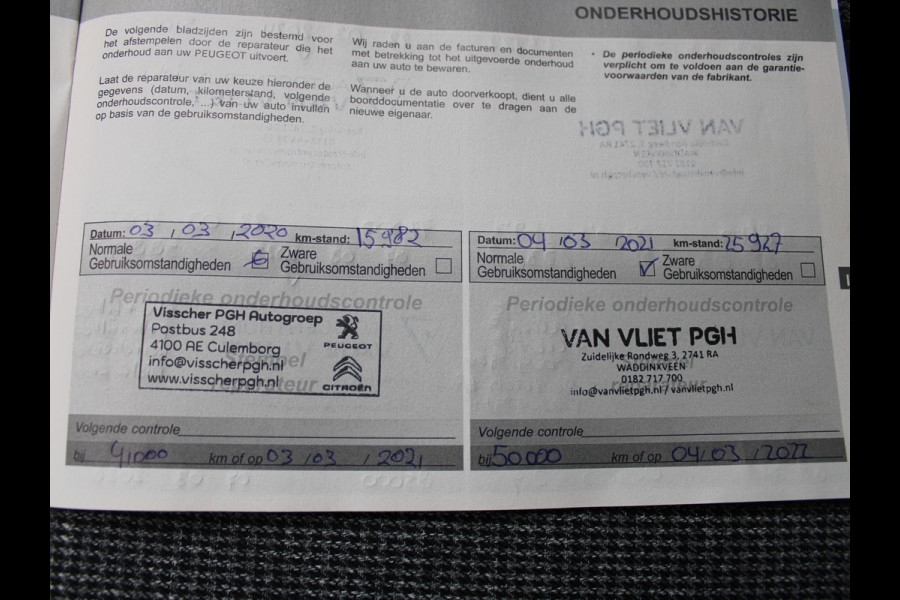 ONDERHOUDSHISTORIE
De volgende bladzijden zijn bestemd voor
het afstempelen door de reparateur die het
onderhoud aan uw PEUGEOT uitvoert.
Laat de reparateur van uw keuze hieronder de
gegevens (datum, kilometerstand, volgende
onderhoudscontrole, ...) van uw auto invullen
op basis van de gebruiksomstandigheden.
Wij raden u aan de facturen en documenten
met betrekking tot het uitgevoerde onderhoud
aan uw auto te bewaren.
Wanneer u de auto doorverkoopt, dient u alle
boorddocumentatie over te dragen aan de
nieuwe eigenaar.
• De periodieke onderhoudscontroles zijn
verplicht om te voldoen aan de garantie-
voorwaarden van de fabrikant.
VAN VLIET PGH
Datum: 03 / 03 / 2020 km-stand: 15982
Normale
Gebruiksomstandigheden
Zware
Gebruiksomstandigheden
Periodieke onderhoudscontrole
Stempel
reparateur
Visscher PGH Autogroep
Postbus 248
4100 AE Culemborg
info@visscherpgh.nl
www.visscherpgh.nl
PEUGEOT
CITROËN
Volgende controle
bij 41000 km of op 03 / 03 / 2021
Datum: 04 / 03 2021 km-stand: 25927
Normale
Gebruiksomstandigheden
Zware
Gebruiksomstandigheden
Periodieke onderhoudscontrole
VAN VLIET PGH
Zuidelijke Rondweg 3, 2741 RA
WADDINXVEEN
0182 717 700
info@vanvlietpgh.nl / vanvlietpgh.nl
Volgende controle
bij 50000 km of op 04 / 03 / 2022